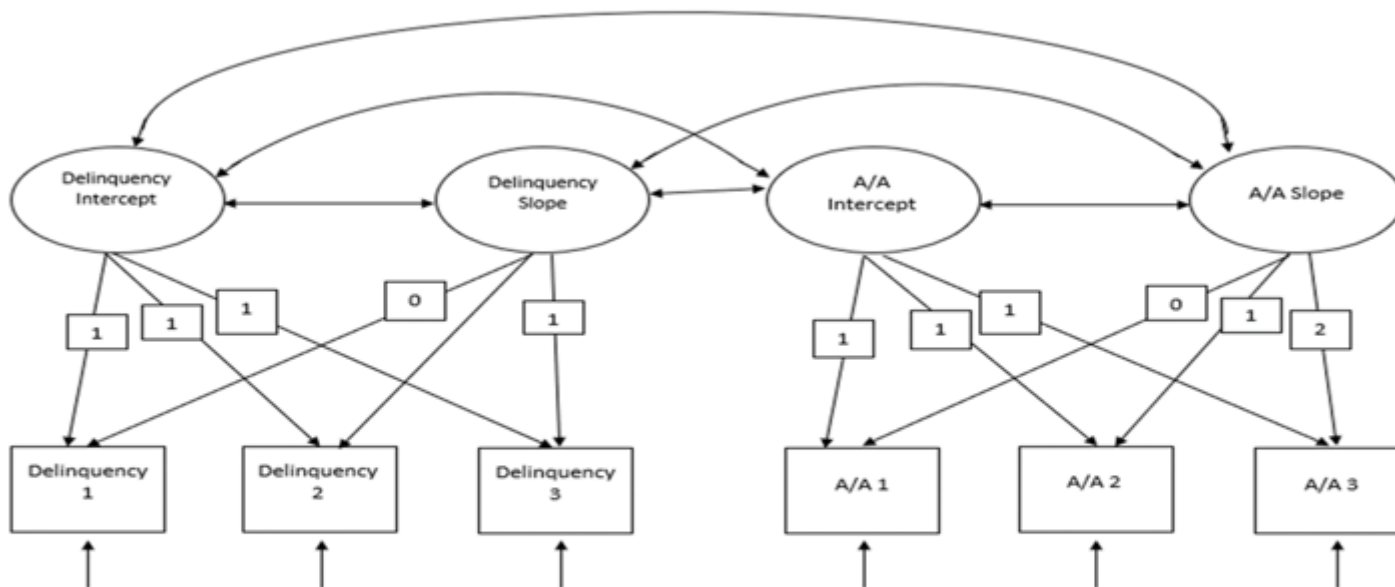 Delinquency
Intercept
Delinquency
Slope
A/A
Intercept
A/A Slope
1
1
1
0
1
1
1
1
0
1
2
Delinquency
1
Delinquency
2
Delinquency
3
A/A 1
A/A 2
A/A 3